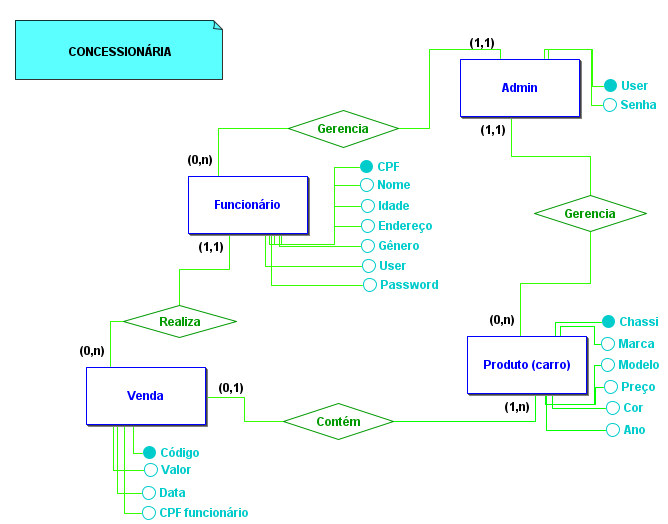 CONCESSIONÁRIA
(1,1)
Admin
User
Senha
(1,1)
Gerencia
(0,n)
CPF
Nome
Idade
Endereço
Gênero
User
Password
Funcionário
(1,1)
Gerencia
Realiza
(0,n)
(0,n)
Chassi
Marca
Modelo
Preço
Cor
Ano
Produto (carro)
(1,n)
Venda
(0,1)
Contém
Código
Valor
Data
CPF funcionário